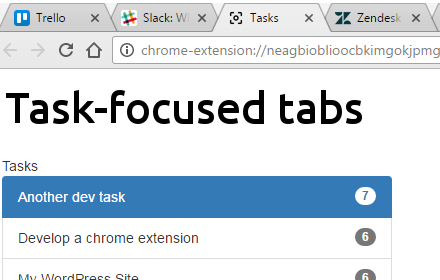 Trello Slack: W Tasks Zendesk
chrome-extension://neagbioblioocbkimgokjpmg
Task-focused tabs
Tasks
Another dev task 7
Develop a chrome extension 6
My WordPress Site 6